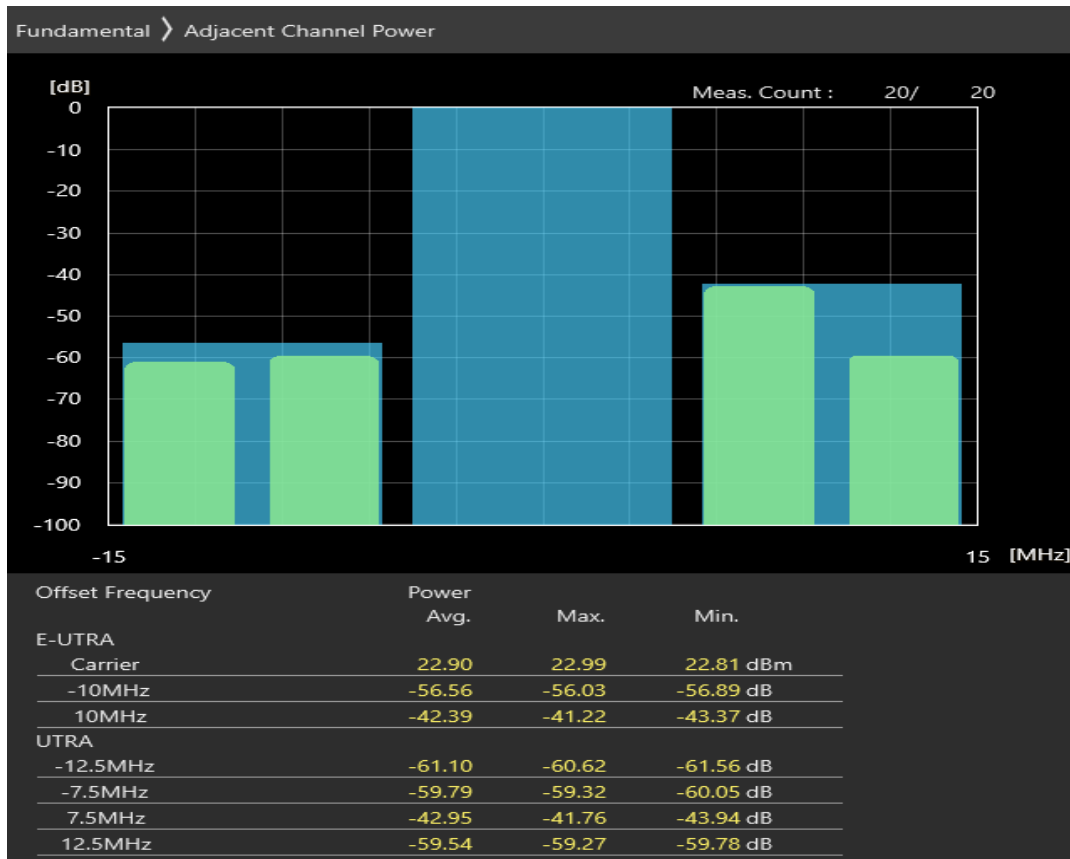 Fundamental ❯ Adjacent Channel Power
[dB]
Meas. Count : 20/ 20
0
-10
-20
-30
-40
-50
-60
-70
-80
-90
-100
-15 15 [MHz]
Offset Frequency Power
Avg. Max. Min.
E-UTRA
Carrier 22.90 22.99 22.81 dBm
-10MHz -56.56 -56.03 -56.89 dB
10MHz -42.39 -41.22 -43.37 dB
UTRA
-12.5MHz -61.10 -60.62 -61.56 dB
-7.5MHz -59.79 -59.32 -60.05 dB
7.5MHz -42.95 -41.76 -43.94 dB
12.5MHz -59.54 -59.27 -59.78 dB